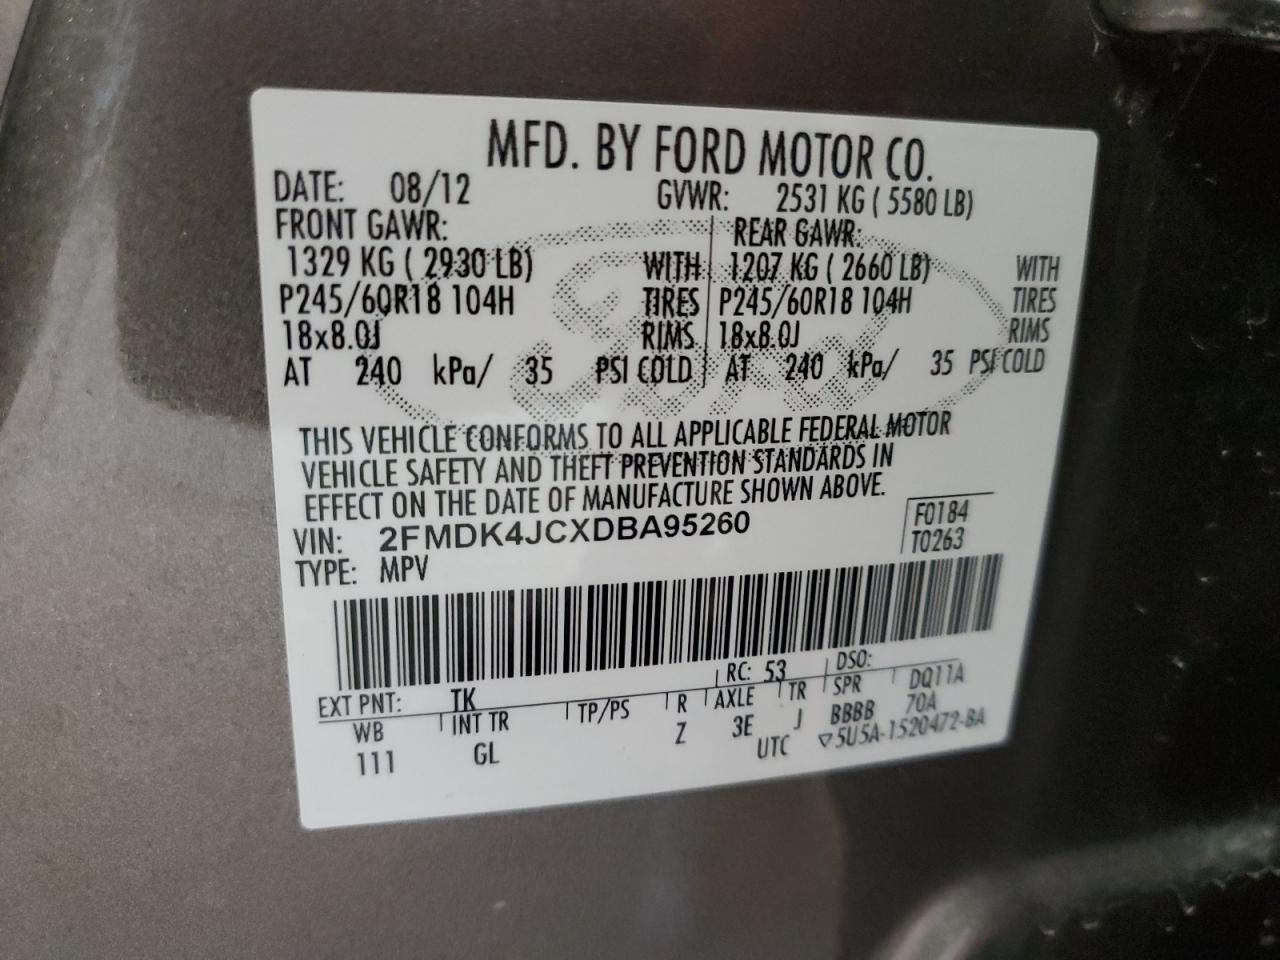 MFD. BY FORD MOTOR CO.
DATE: 08/12 GVWR: 2531 KG ( 5580 LB)
FRONT GAWR: REAR GAWR:
1329 KG ( 2930 LB) WITH 1207 KG ( 2660 LB) WITH
P245/60R18 104H TIRES P245/60R18 104H TIRES
18x8.0J RIMS 18x8.0J RIMS
AT 240 kPa/ 35 PSI COLD AT 240 kPa/ 35 PSI COLD
Ford
THIS VEHICLE CONFORMS TO ALL APPLICABLE FEDERAL MOTOR
VEHICLE SAFETY AND THEFT PREVENTION STANDARDS IN
EFFECT ON THE DATE OF MANUFACTURE SHOWN ABOVE.
VIN: 2FMDK4JCXDBA95260 F0184
TYPE: MPV T0263
EXT PNT: TK RC: 53 DSO:
WB INT TR TP/PS R AXLE TR SPR DQ11A
111 GL Z 3E J BBBB 70A
UTC ▽5U5A-1520472-BA